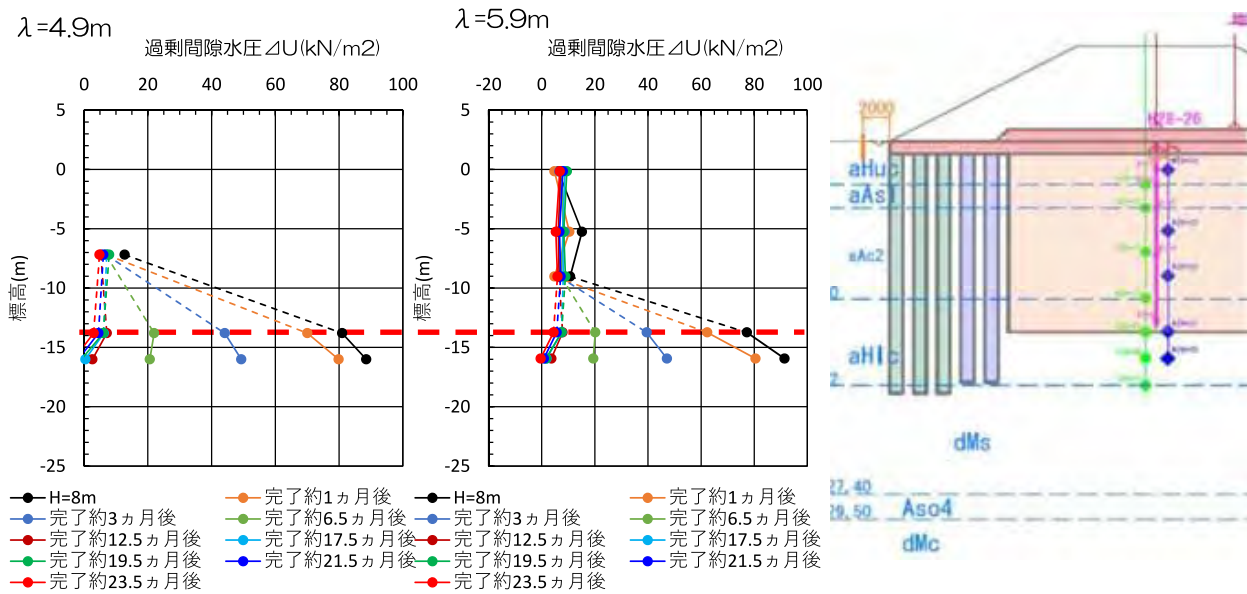 λ=4.9m
過剰間隙水圧⊿U(kN/m2)
0 20 40 60 80 100
5
0
-5
-10
-15
-20
-25
標高(m)
H=8m
完了約1ヵ月後
完了約3ヵ月後
完了約6.5ヵ月後
完了約12.5ヵ月後
完了約17.5ヵ月後
完了約19.5ヵ月後
完了約21.5ヵ月後
完了約23.5ヵ月後
λ=5.9m
過剰間隙水圧⊿U(kN/m2)
-20 0 20 40 60 80 100
5
0
-5
-10
-15
-20
-25
標高(m)
H=8m
完了約1ヵ月後
完了約3ヵ月後
完了約6.5ヵ月後
完了約12.5ヵ月後
完了約17.5ヵ月後
完了約19.5ヵ月後
完了約21.5ヵ月後
完了約23.5ヵ月後
2000
H28-26
aHuc
aAs1
aAc2
aHlc
dMs
27,40
Aso4
29,50
dMc